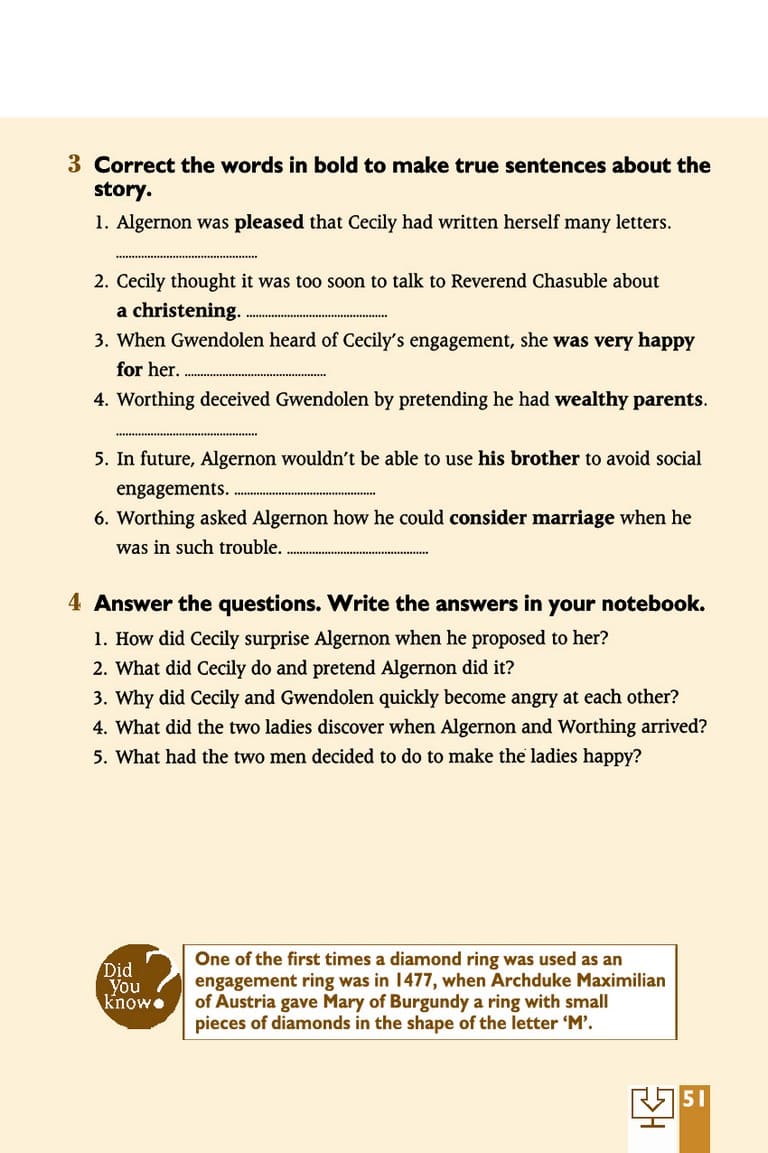 3 Correct the words in bold to make true sentences about the
story.
1. Algernon was pleased that Cecily had written herself many letters.
...............................................
2. Cecily thought it was too soon to talk to Reverend Chasuble about
a christening. ...............................................
3. When Gwendolen heard of Cecily's engagement, she was very happy
for her. ...............................................
4. Worthing deceived Gwendolen by pretending he had wealthy parents.
...............................................
5. In future, Algernon wouldn't be able to use his brother to avoid social
engagements. ...............................................
6. Worthing asked Algernon how he could consider marriage when he
was in such trouble. ...............................................
4 Answer the questions. Write the answers in your notebook.
1. How did Cecily surprise Algernon when he proposed to her?
2. What did Cecily do and pretend Algernon did it?
3. Why did Cecily and Gwendolen quickly become angry at each other?
4. What did the two ladies discover when Algernon and Worthing arrived?
5. What had the two men decided to do to make the ladies happy?
Did
you
know?
One of the first times a diamond ring was used as an
engagement ring was in 1477, when Archduke Maximilian
of Austria gave Mary of Burgundy a ring with small
pieces of diamonds in the shape of the letter 'M'.
51